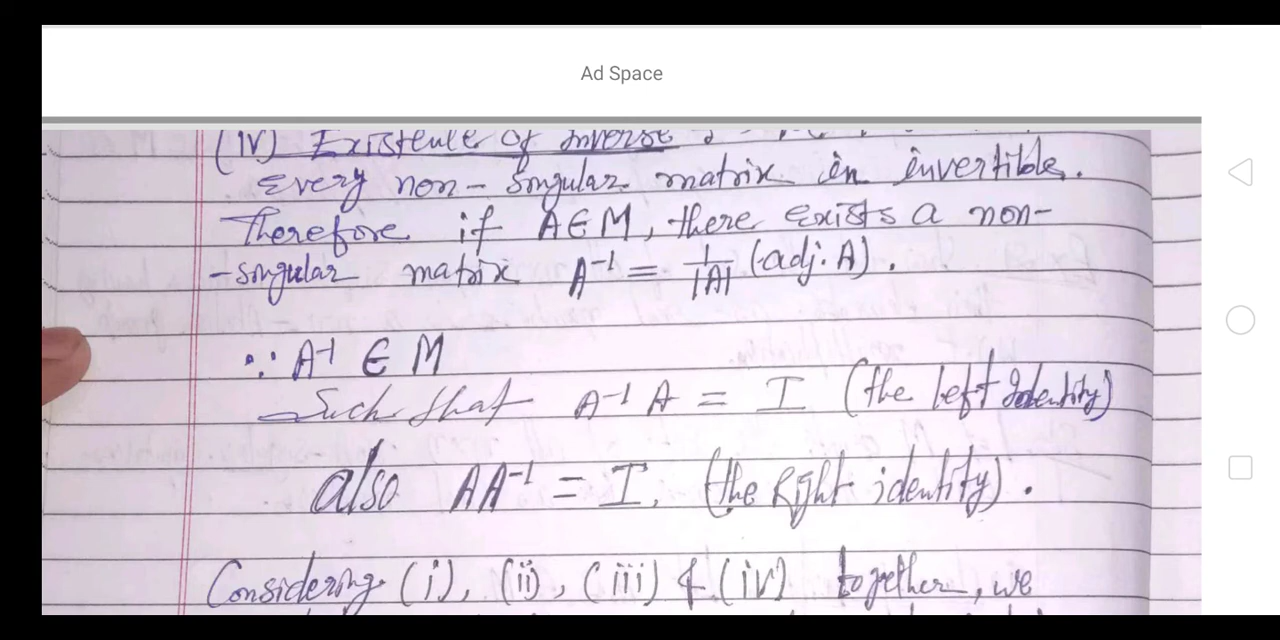 Ad Space
(iv) Existence of inverse :-
Every non-singular matrix in invertible.
Therefore if A∈M, there exists a non-
-singular matrix A⁻¹ = 1/|A| (adj. A).
∵ A⁻¹ ∈ M
Such that A⁻¹ A = I (the left Identity)
also AA⁻¹ = I. (the Right identity).
Considering (i), (ii), (iii) & (iv) together, we